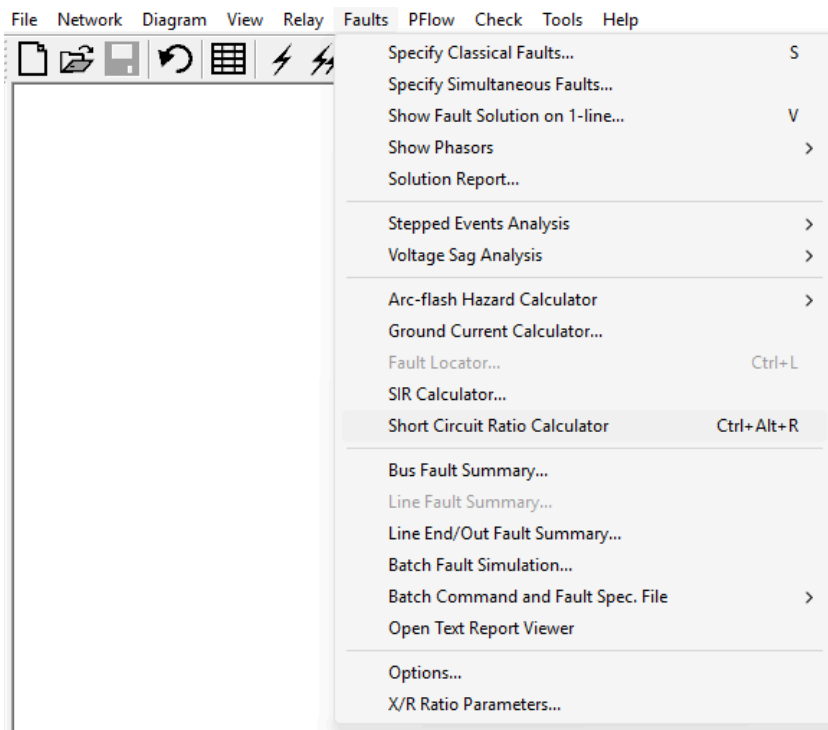 File Network Diagram View Relay Faults PFlow Check Tools Help
Specify Classical Faults... S
Specify Simultaneous Faults...
Show Fault Solution on 1-line... V
Show Phasors
Solution Report...
Stepped Events Analysis
Voltage Sag Analysis
Arc-flash Hazard Calculator
Ground Current Calculator...
Fault Locator... Ctrl+L
SIR Calculator...
Short Circuit Ratio Calculator Ctrl+Alt+R
Bus Fault Summary...
Line Fault Summary...
Line End/Out Fault Summary...
Batch Fault Simulation...
Batch Command and Fault Spec. File
Open Text Report Viewer
Options...
X/R Ratio Parameters...